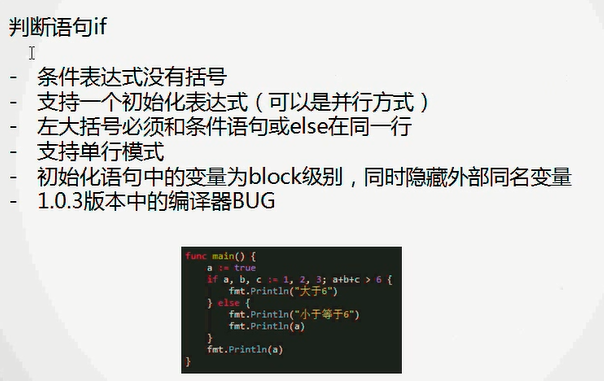 判断语句if
- 条件表达式没有括号
- 支持一个初始化表达式（可以是并行方式）
- 左大括号必须和条件语句或else在同一行
- 支持单行模式
- 初始化语句中的变量为block级别，同时隐藏外部同名变量
- 1.0.3版本中的编译器BUG
func main() {
    a := true
    if a, b, c := 1, 2, 3; a+b+c > 6 {
        fmt.Println("大于6")
    } else {
        fmt.Println("小于等于6")
        fmt.Println(a)
    }
    fmt.Println(a)
}